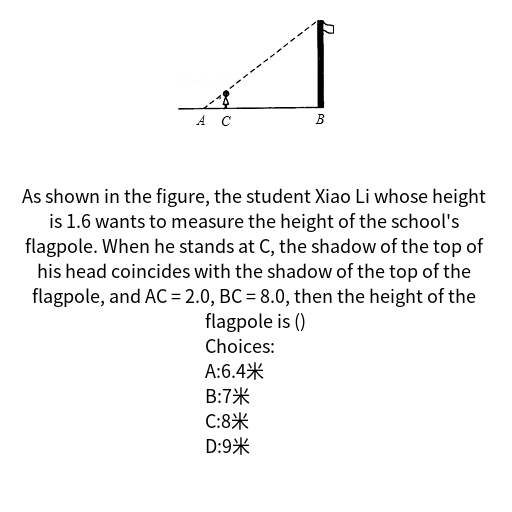 A C B
As shown in the figure, the student Xiao Li whose height
is 1.6 wants to measure the height of the school's
flagpole. When he stands at C, the shadow of the top of
his head coincides with the shadow of the top of the
flagpole, and AC = 2.0, BC = 8.0, then the height of the
flagpole is ()
Choices:
A:6.4米
B:7米
C:8米
D:9米